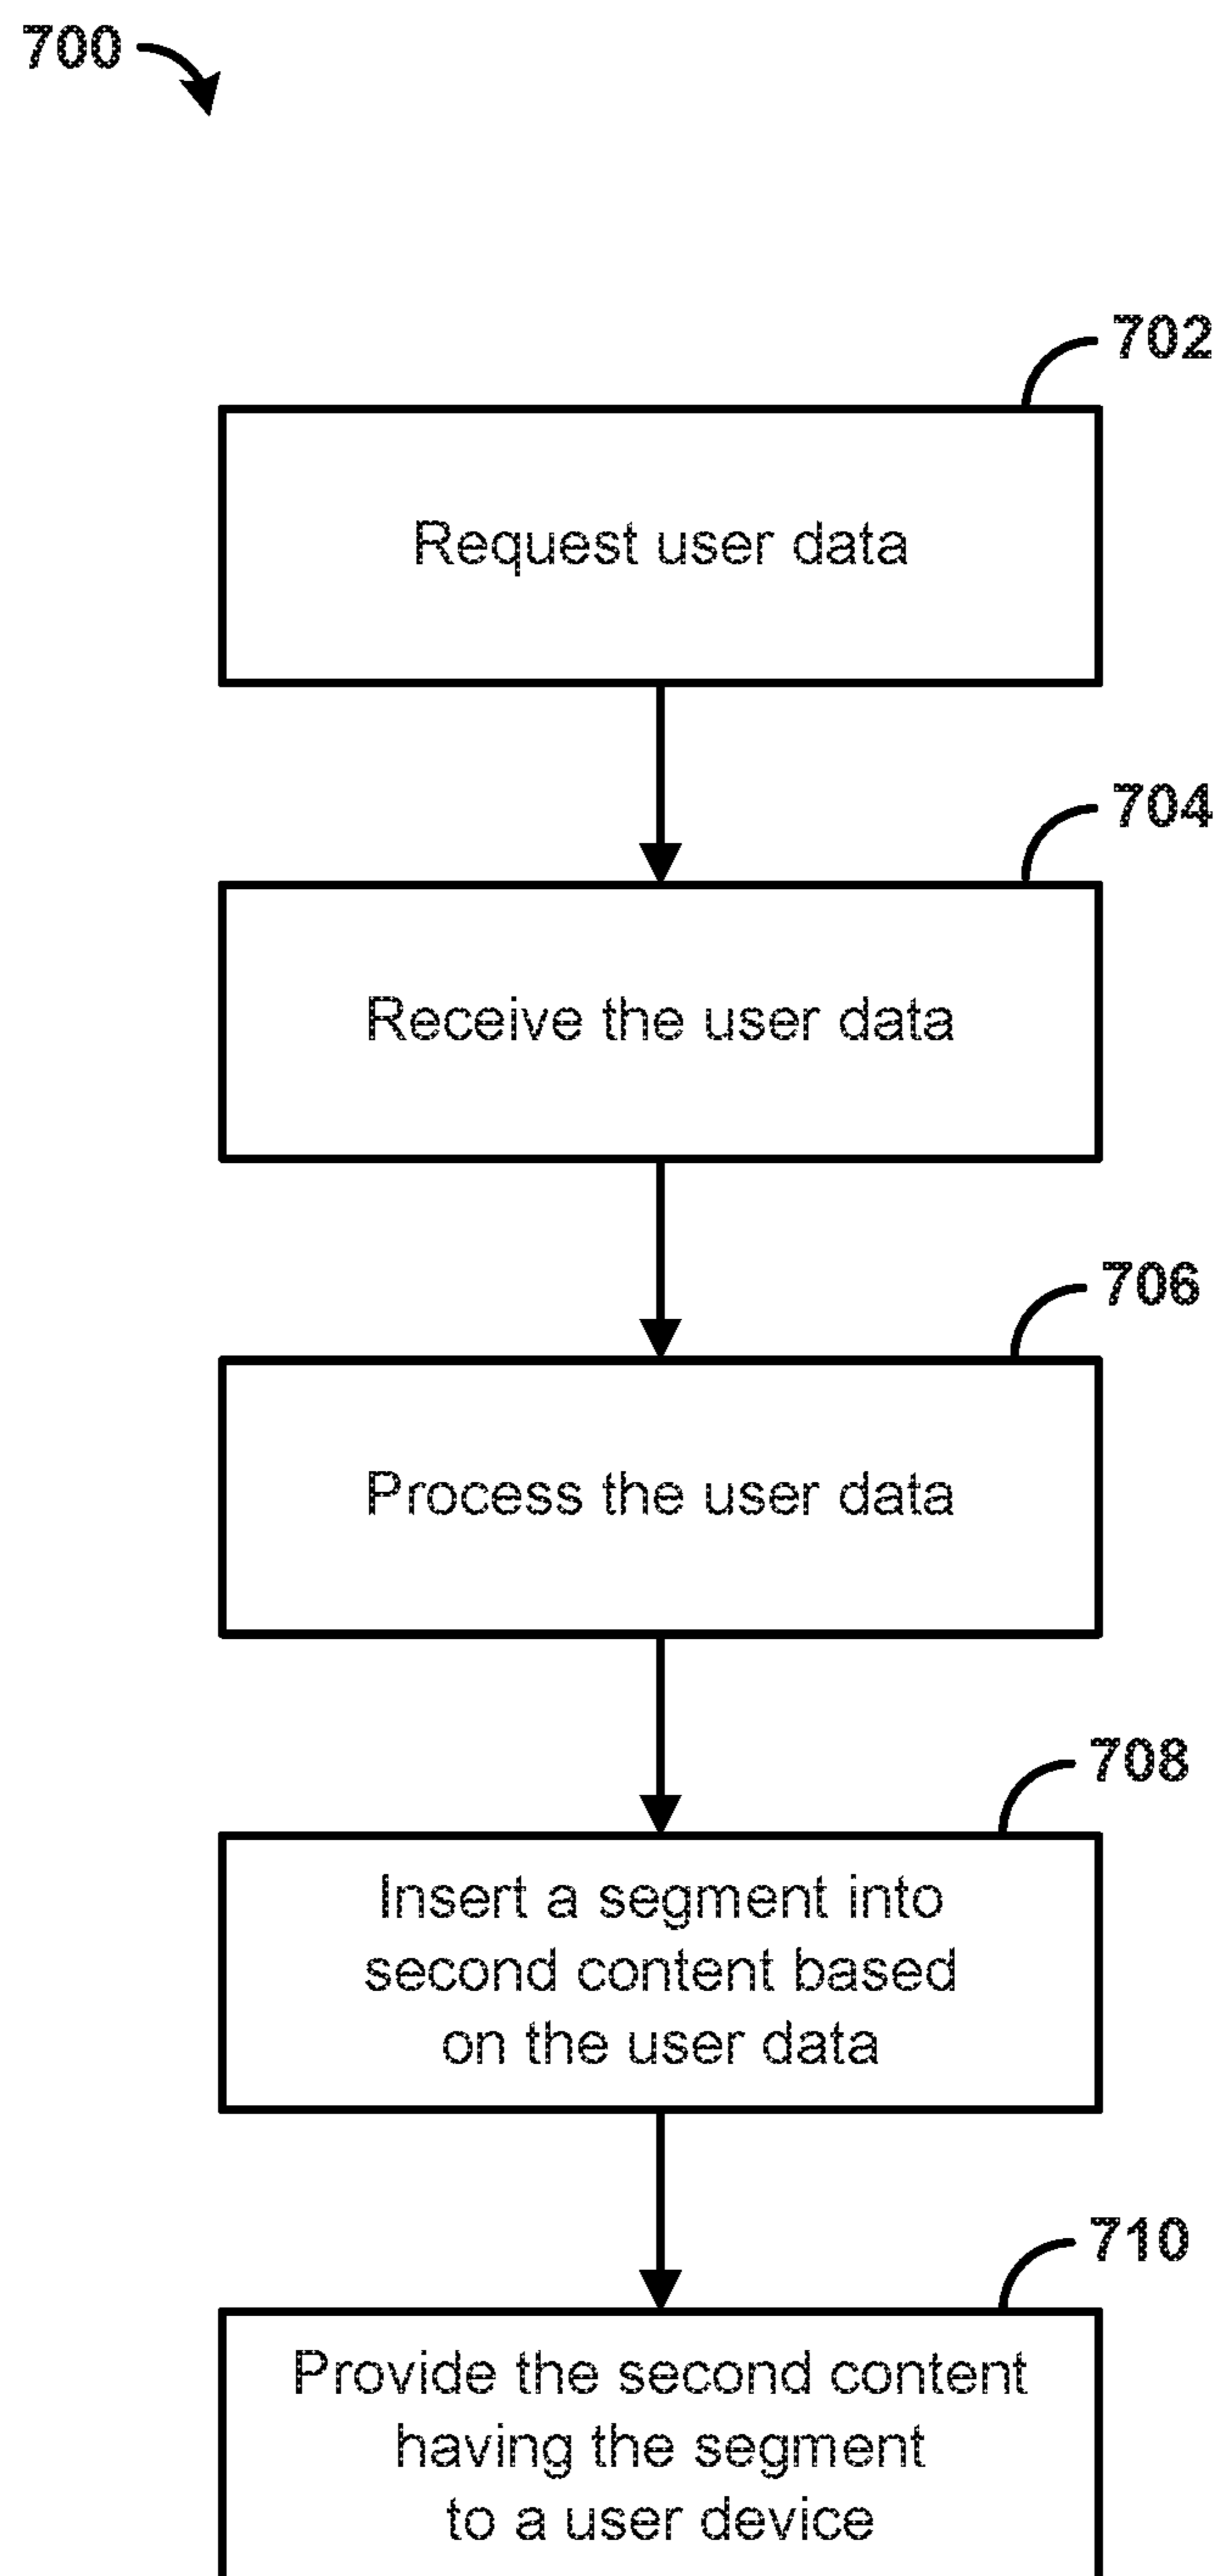 700
702
Request user data
704
Receive the user data
706
Process the user data
708
Insert a segment into
second content based
on the user data
710
Provide the second content
having the segment
to a user device